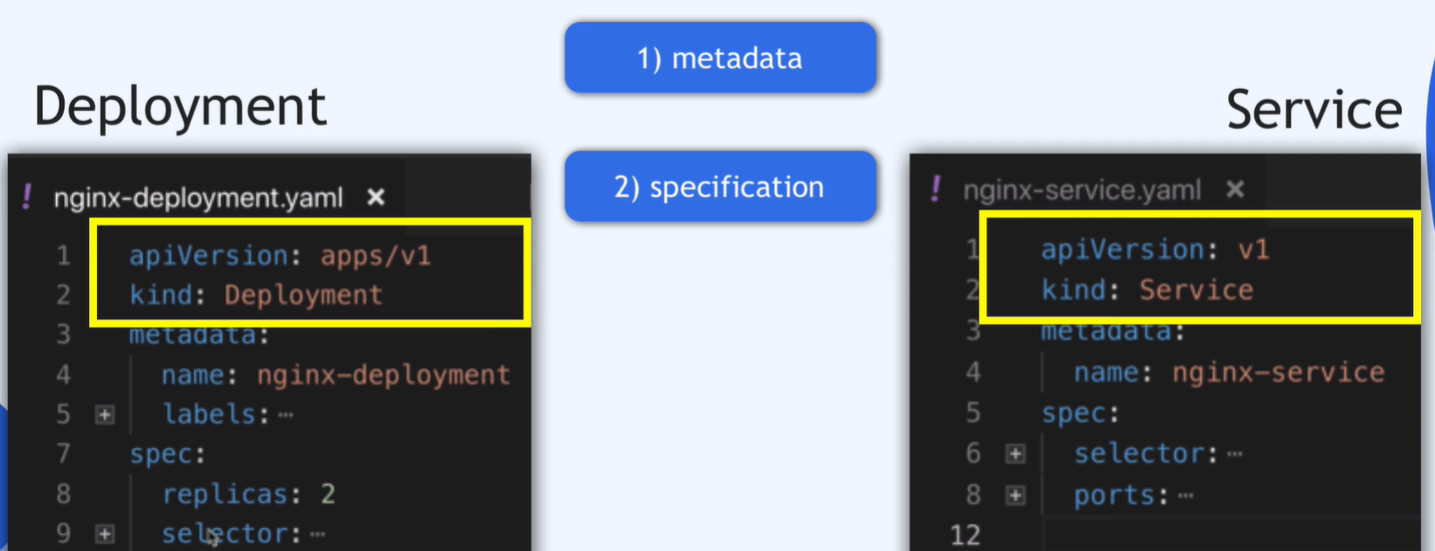 1) metadata
2) specification
Deployment
! nginx-deployment.yaml ×
1 apiVersion: apps/v1
2 kind: Deployment
3 metadata:
4 name: nginx-deployment
5 labels: ⋯
7 spec:
8 replicas: 2
9 selector: ⋯
Service
! nginx-service.yaml ×
1 apiVersion: v1
2 kind: Service
3 metadata:
4 name: nginx-service
5 spec:
6 selector: ⋯
8 ports: ⋯
12